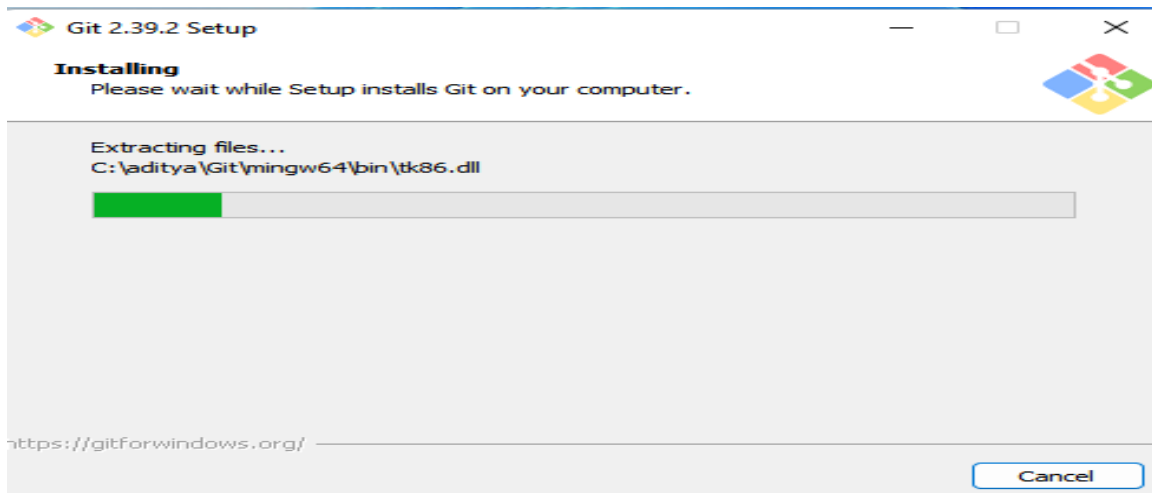 Git 2.39.2 Setup
Installing
Please wait while Setup installs Git on your computer.
Extracting files...
C:\aditya\Git\mingw64\bin\tk86.dll
https://gitforwindows.org/
Cancel